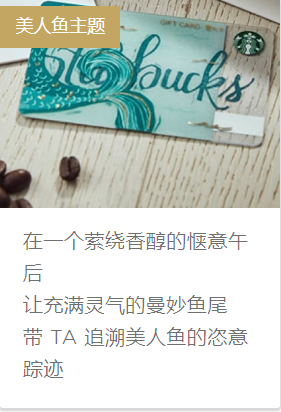 美人鱼主题
GIFT CARD
Starbucks
在一个萦绕香醇的惬意午
后
让充满灵气的曼妙鱼尾
带 TA 追溯美人鱼的恣意
踪迹